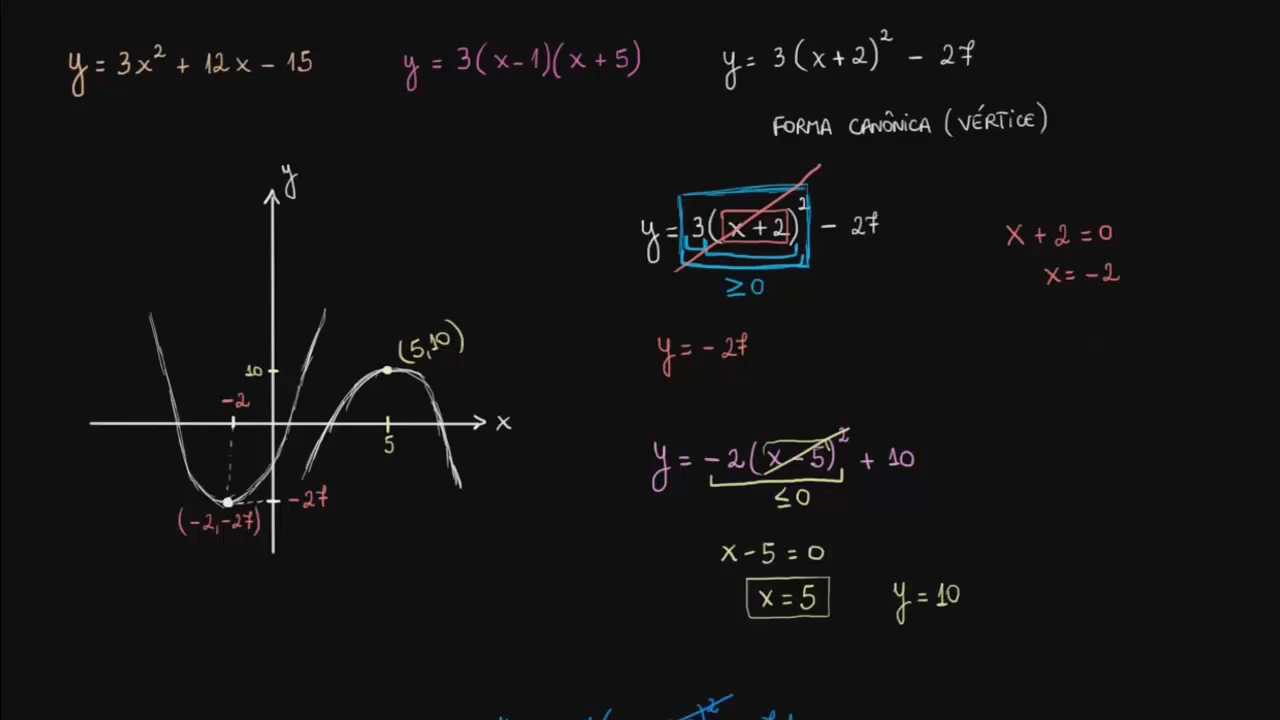 y = 3x² + 12x - 15
y = 3(x-1)(x+5)
y = 3(x+2)² - 27
FORMA CANÔNICA (VÉRTICE)
y
y = 3(x+2)² - 27
≥ 0
x + 2 = 0
x = -2
y = -27
(5,10)
10
-2
x
5
-27
(-2,-27)
y = -2(x-5)² + 10
≤ 0
x - 5 = 0
x = 5
y = 10